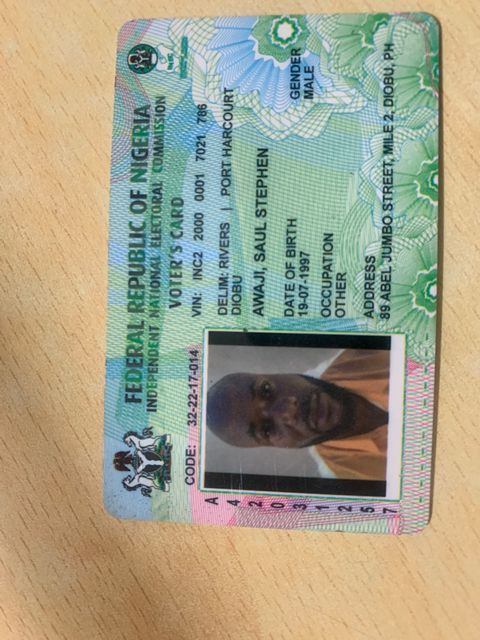 FEDERAL REPUBLIC OF NIGERIA
INDEPENDENT NATIONAL ELECTORAL COMMISSION
VOTER'S CARD
CODE: 32-22-17-014
VIN: INC2 2000 0001 7021 786
DELIM: RIVERS | PORT HARCOURT
DIOBU
AWAJI, SAUL STEPHEN
DATE OF BIRTH
19-07-1997
GENDER
MALE
OCCUPATION
OTHER
ADDRESS
89 ABEL JUMBO STREET, MILE 2, DIOBU, PH
A42031257